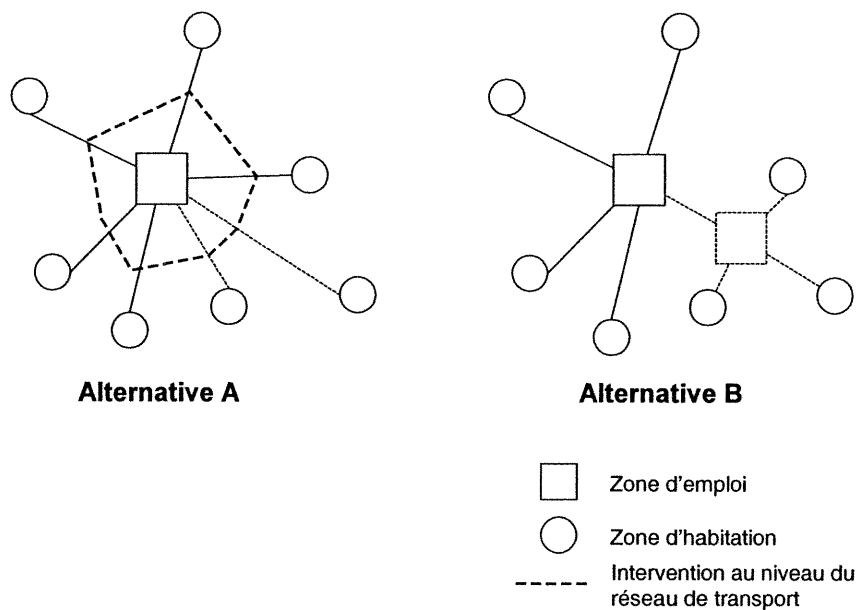 Alternative A
Alternative B
Zone d'emploi
Zone d'habitation
Intervention au niveau du
réseau de transport